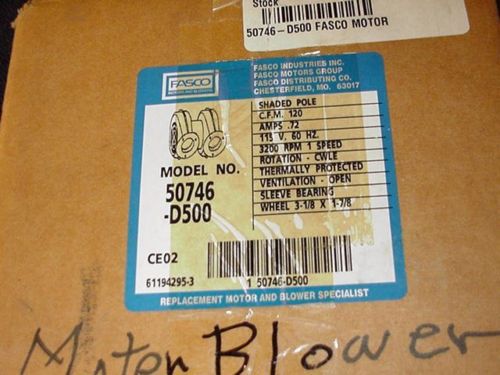 Stock
50746-D500 FASCO MOTOR
FASCO
FASCO INDUSTRIES INC.
FASCO MOTORS GROUP
FASCO DISTRIBUTING CO.
CHESTERFIELD, MO. 63017
SHADED POLE
C.F.M. 120
AMPS .72
115 V. 60 HZ.
3200 RPM 1 SPEED
ROTATION - CWLE
THERMALLY PROTECTED
VENTILATION - OPEN
SLEEVE BEARING
WHEEL 3-1/8 X 1-7/8
MODEL NO.
50746
-D500
CE02
61194295-3
1 50746-D500
REPLACEMENT MOTOR AND BLOWER SPECIALIST
Motor Blower